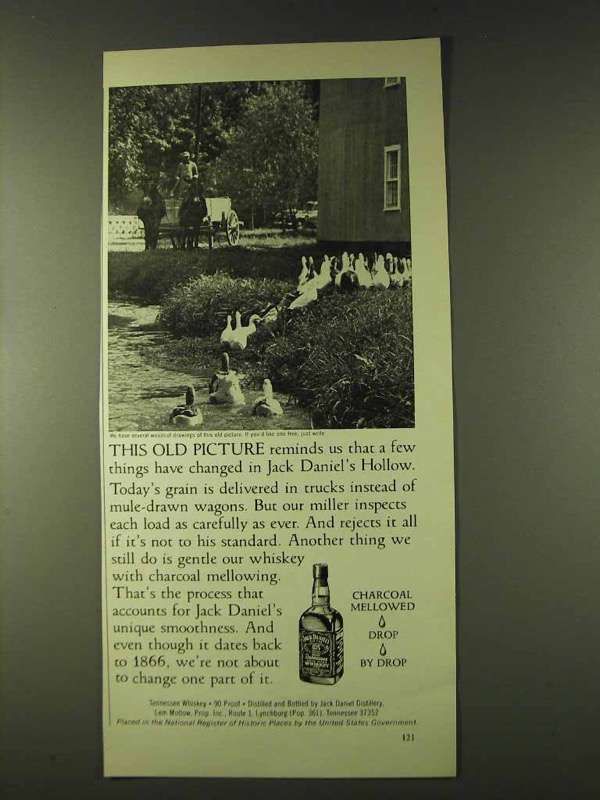 We have several woodcut drawings of this old picture. If you'd like one free, just write.
THIS OLD PICTURE reminds us that a few
things have changed in Jack Daniel's Hollow.
Today's grain is delivered in trucks instead of
mule-drawn wagons. But our miller inspects
each load as carefully as ever. And rejects it all
if it's not to his standard. Another thing we
still do is gentle our whiskey
with charcoal mellowing.
That's the process that
accounts for Jack Daniel's
unique smoothness. And
even though it dates back
to 1866, we're not about
to change one part of it.
CHARCOAL
MELLOWED
DROP
BY DROP
Tennessee Whiskey • 90 Proof • Distilled and Bottled by Jack Daniel Distillery,
Lem Motlow, Prop. Inc., Route 1, Lynchburg (Pop. 361), Tennessee 37352
Placed in the National Register of Historic Places by the United States Government.
121